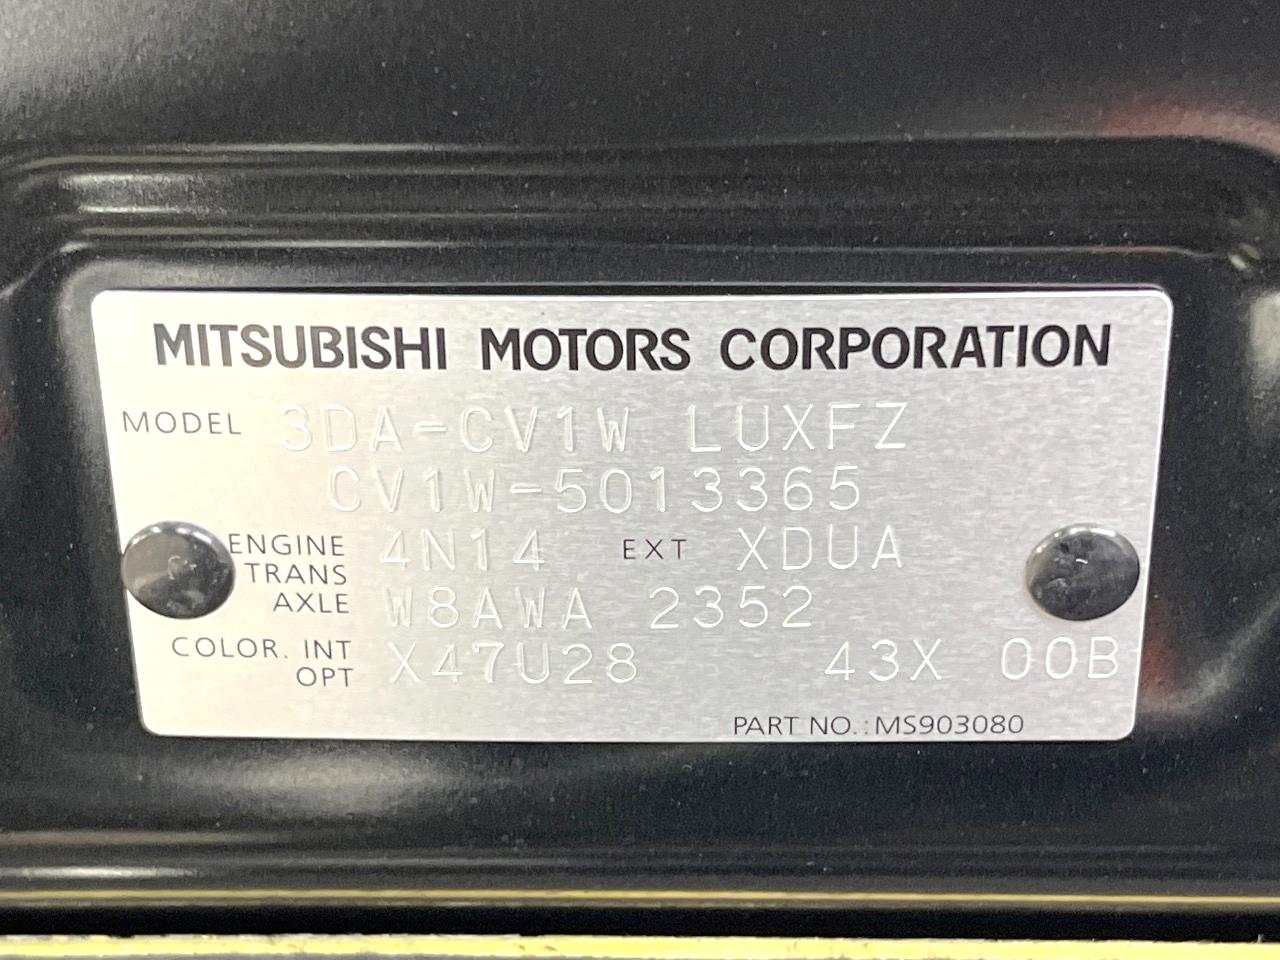 MITSUBISHI MOTORS CORPORATION
MODEL 3DA-CV1W LUXFZ
CV1W-5013365
ENGINE 4N14 EXT XDUA
TRANS
AXLE W8AWA 2352
COLOR. INT
OPT X47U28 43X 00B
PART NO.: MS903080